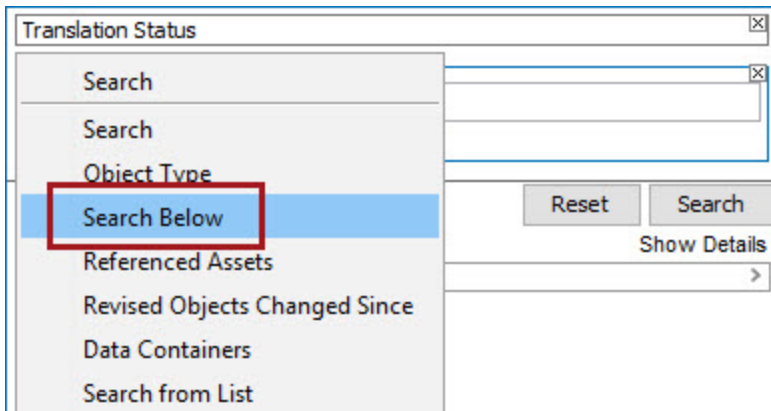 Translation Status
Search
Search
Object Type
Search Below
Referenced Assets
Revised Objects Changed Since
Data Containers
Search from List
Reset
Search
Show Details